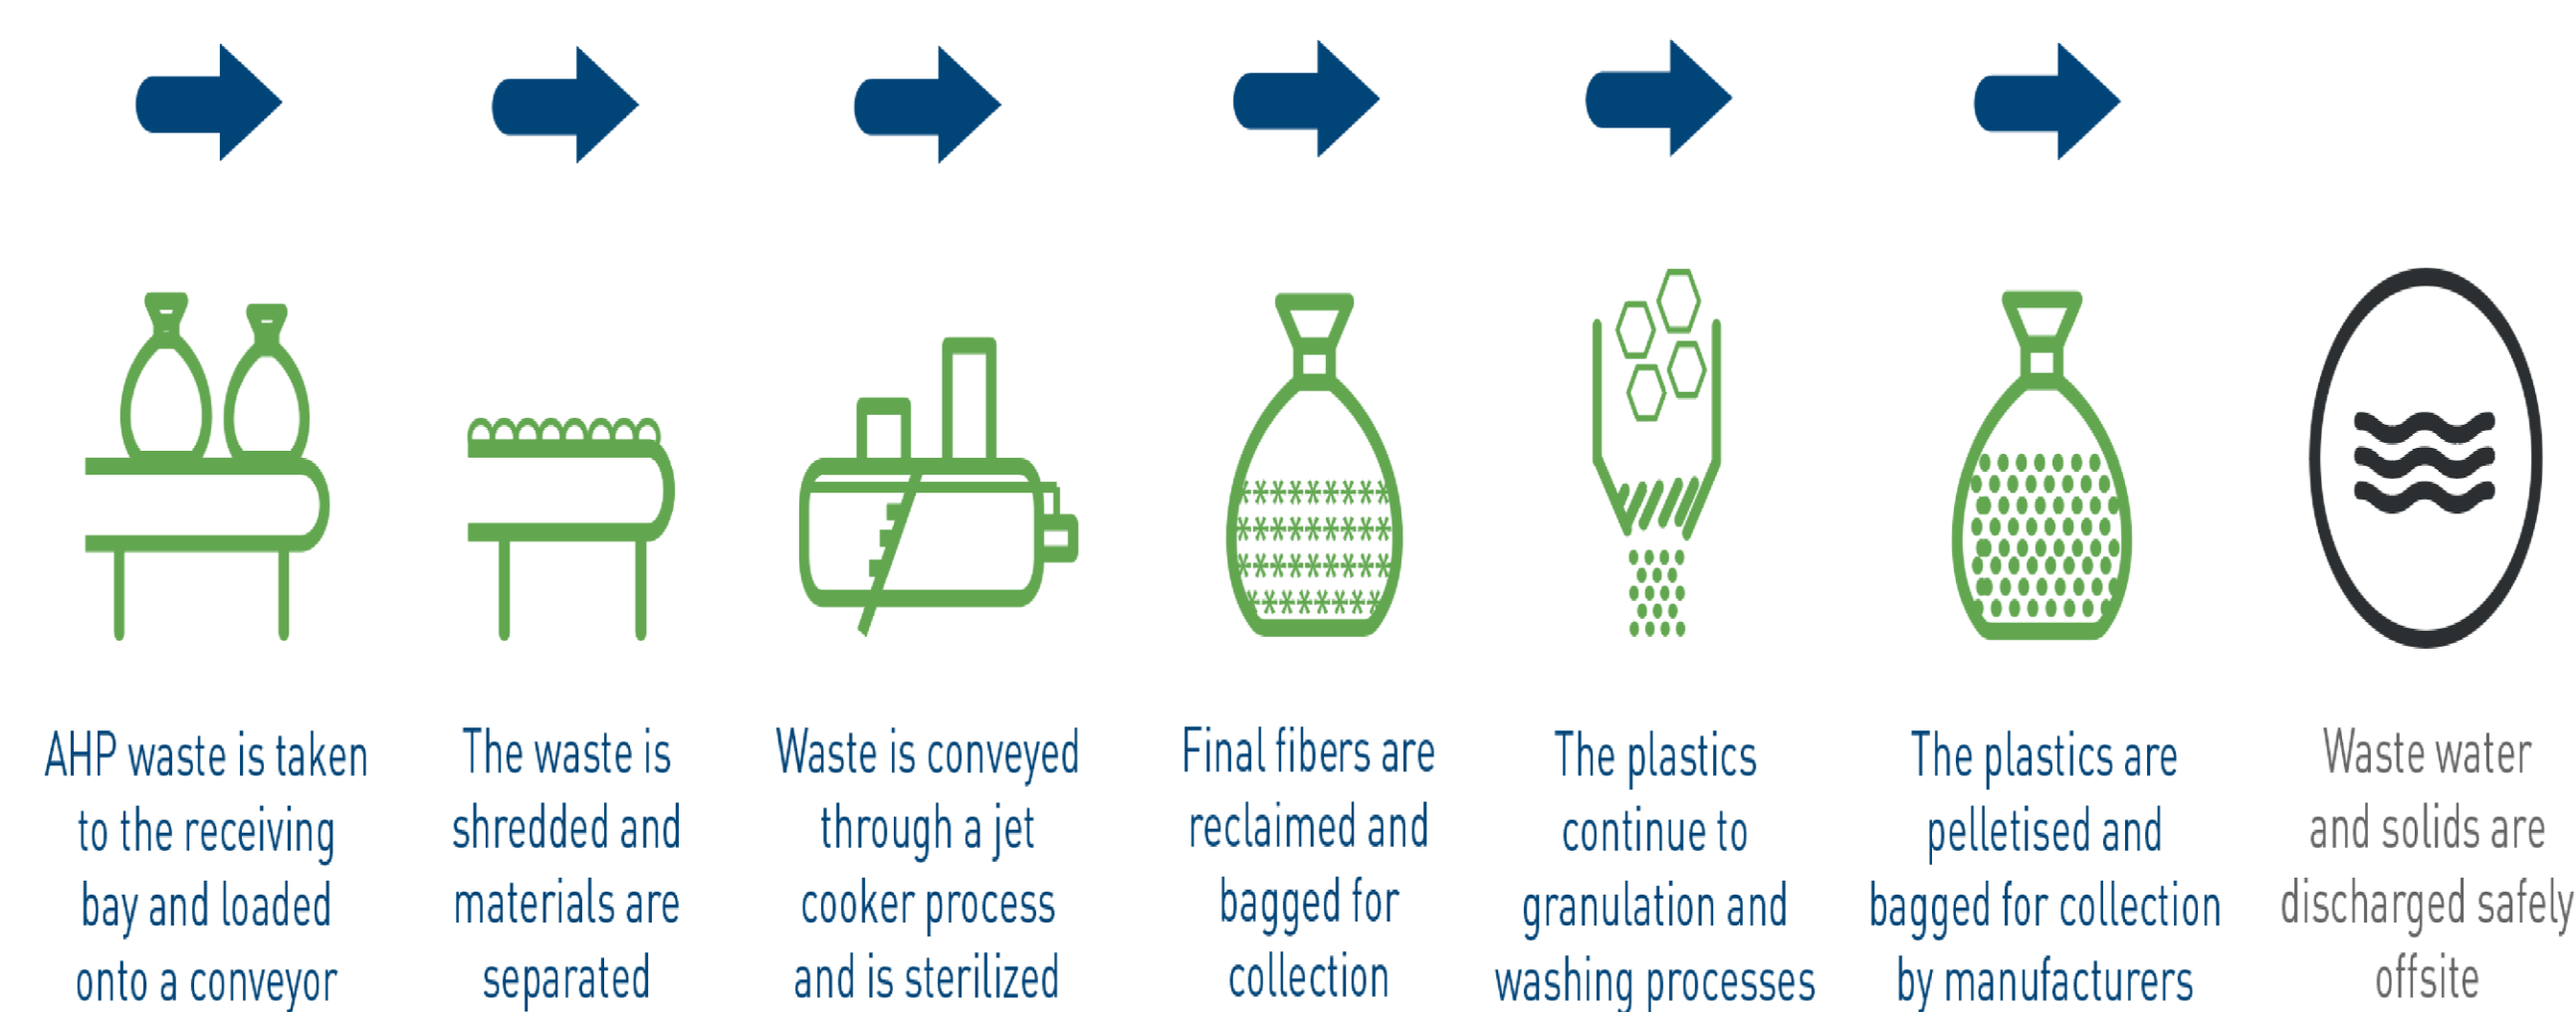 AHP waste is taken
to the receiving
bay and loaded
onto a conveyor
The waste is
shredded and
materials are
separated
Waste is conveyed
through a jet
cooker process
and is sterilized
Final fibers are
reclaimed and
bagged for
collection
The plastics
continue to
granulation and
washing processes
The plastics are
pelletised and
bagged for collection
by manufacturers
Waste water
and solids are
discharged safely
offsite